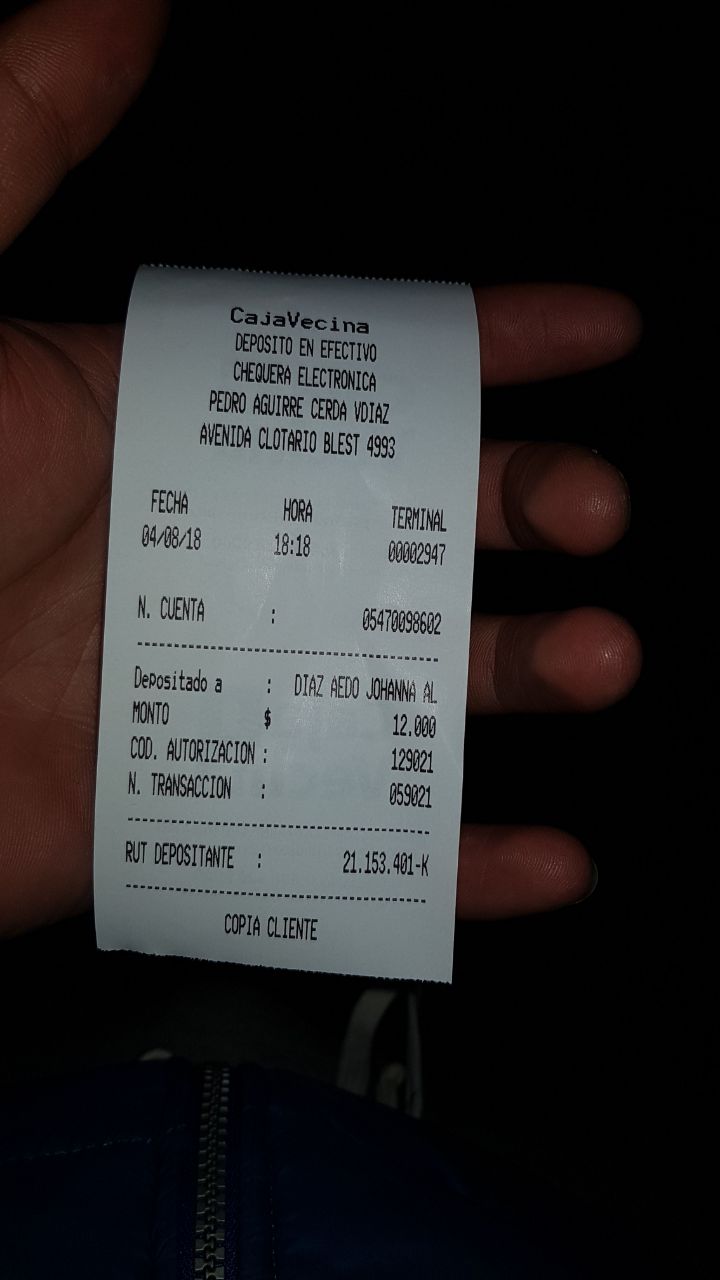 CajaVecina
DEPOSITO EN EFECTIVO
CHEQUERA ELECTRONICA
PEDRO AGUIRRE CERDA VDIAZ
AVENIDA CLOTARIO BLEST 4993
FECHA HORA TERMINAL
04/08/18 18:18 00002947
N. CUENTA : 05470098602
Depositado a : DIAZ AEDO JOHANNA AL
MONTO $ 12.000
COD. AUTORIZACION : 129021
N. TRANSACCION : 059021
RUT DEPOSITANTE : 21.153.401-K
COPIA CLIENTE